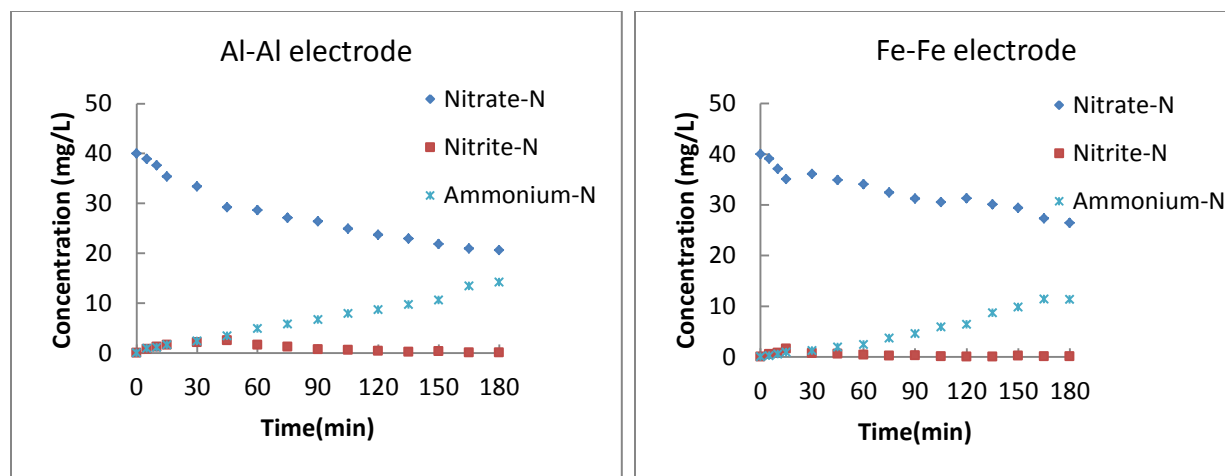 Al-Al electrode
Nitrate-N
Nitrite-N
Ammonium-N
Concentration (mg/L)
50
40
30
20
10
0
0 30 60 90 120 150 180
Time(min)
Fe-Fe electrode
Nitrate-N
Nitrite-N
Ammonium-N
Concentration (mg/L)
50
40
30
20
10
0
0 30 60 90 120 150 180
Time(min)